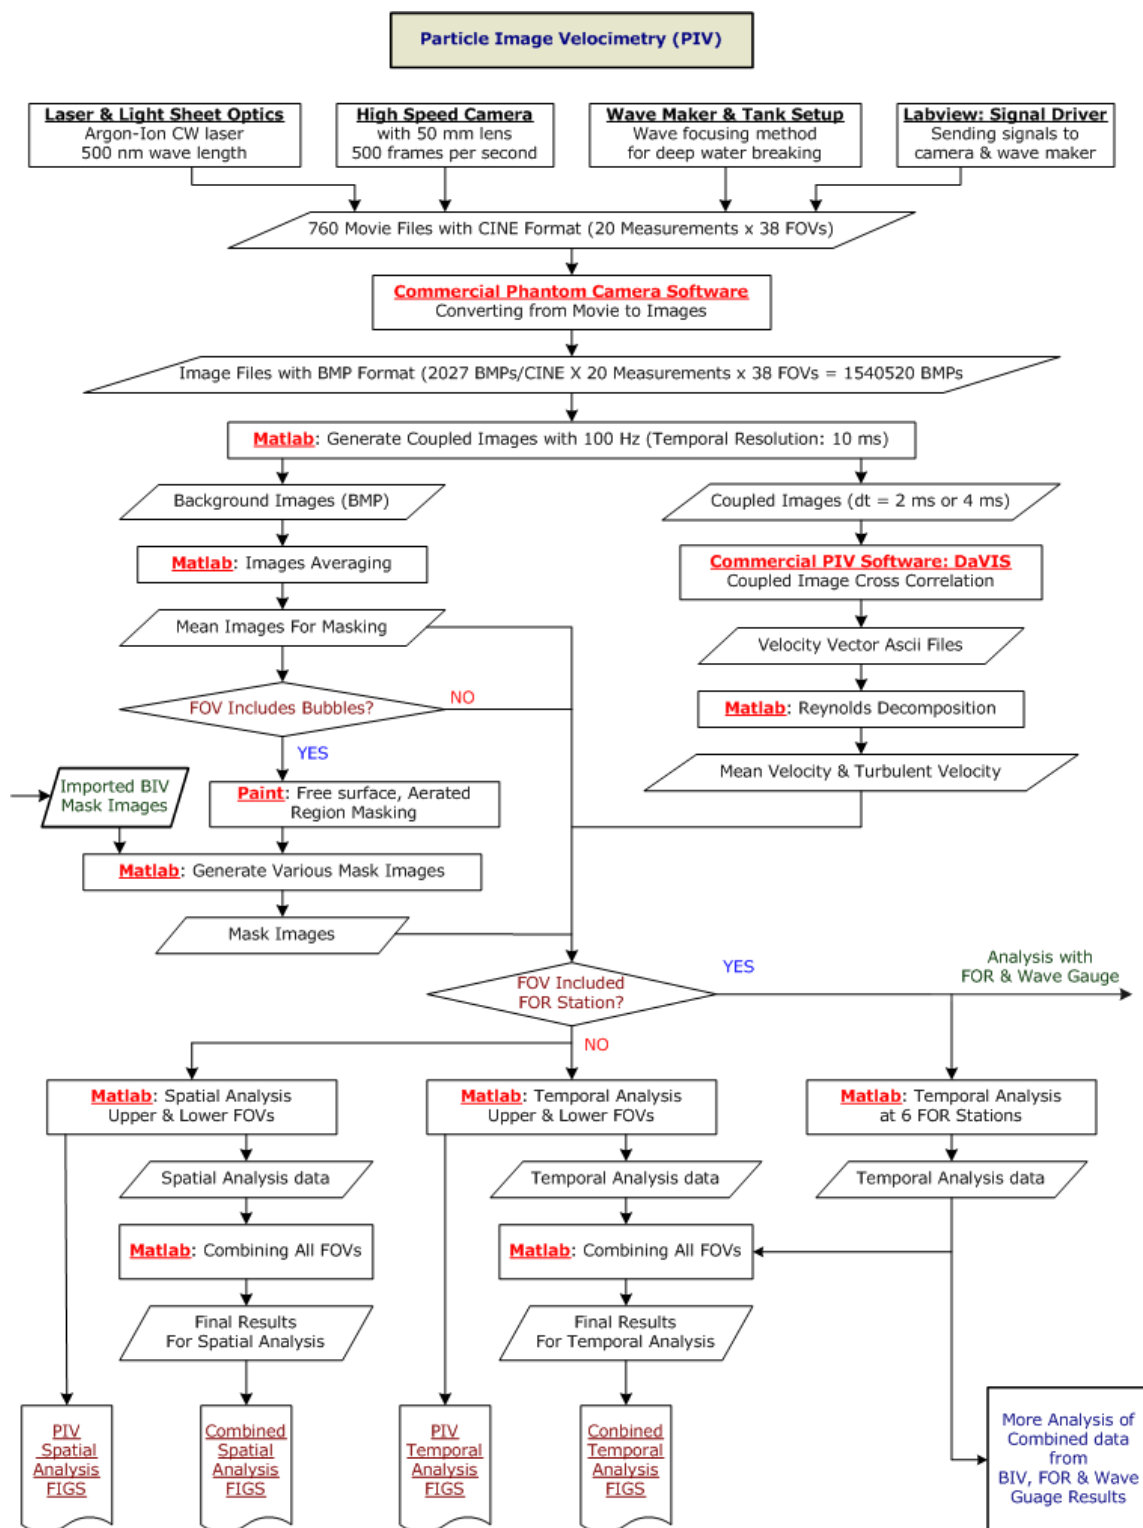 Particle Image Velocimetry (PIV)
Laser & Light Sheet Optics
Argon-Ion CW laser
500 nm wave length
High Speed Camera
with 50 mm lens
500 frames per second
Wave Maker & Tank Setup
Wave focusing method
for deep water breaking
Labview: Signal Driver
Sending signals to
camera & wave maker
760 Movie Files with CINE Format (20 Measurements x 38 FOVs)
Commercial Phantom Camera Software
Converting from Movie to Images
Image Files with BMP Format (2027 BMPs/CINE X 20 Measurements x 38 FOVs = 1540520 BMPs
Matlab: Generate Coupled Images with 100 Hz (Temporal Resolution: 10 ms)
Background Images (BMP)
Coupled Images (dt = 2 ms or 4 ms)
Matlab: Images Averaging
Commercial PIV Software: DaVIS
Coupled Image Cross Correlation
Mean Images For Masking
Velocity Vector Ascii Files
FOV Includes Bubbles?
NO
Matlab: Reynolds Decomposition
YES
Mean Velocity & Turbulent Velocity
Imported BIV
Mask Images
Paint: Free surface, Aerated
Region Masking
Matlab: Generate Various Mask Images
Mask Images
FOV Included
FOR Station?
YES
Analysis with
FOR & Wave Gauge
NO
Matlab: Spatial Analysis
Upper & Lower FOVs
Matlab: Temporal Analysis
Upper & Lower FOVs
Matlab: Temporal Analysis
at 6 FOR Stations
Spatial Analysis data
Temporal Analysis data
Temporal Analysis data
Matlab: Combining All FOVs
Matlab: Combining All FOVs
Final Results
For Spatial Analysis
Final Results
For Temporal Analysis
PIV
Spatial
Analysis
FIGS
Combined
Spatial
Analysis
FIGS
PIV
Temporal
Analysis
FIGS
Conbined
Temporal
Analysis
FIGS
More Analysis of
Combined data
from
BIV, FOR & Wave
Guage Results